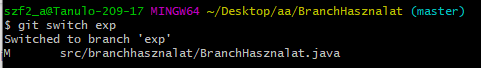 szf2_a@Tanulo-209-17 MINGW64 ~/Desktop/aa/BranchHasznalat (master)
$ git switch exp
Switched to branch 'exp'
M       src/branchhasznalat/BranchHasznalat.java